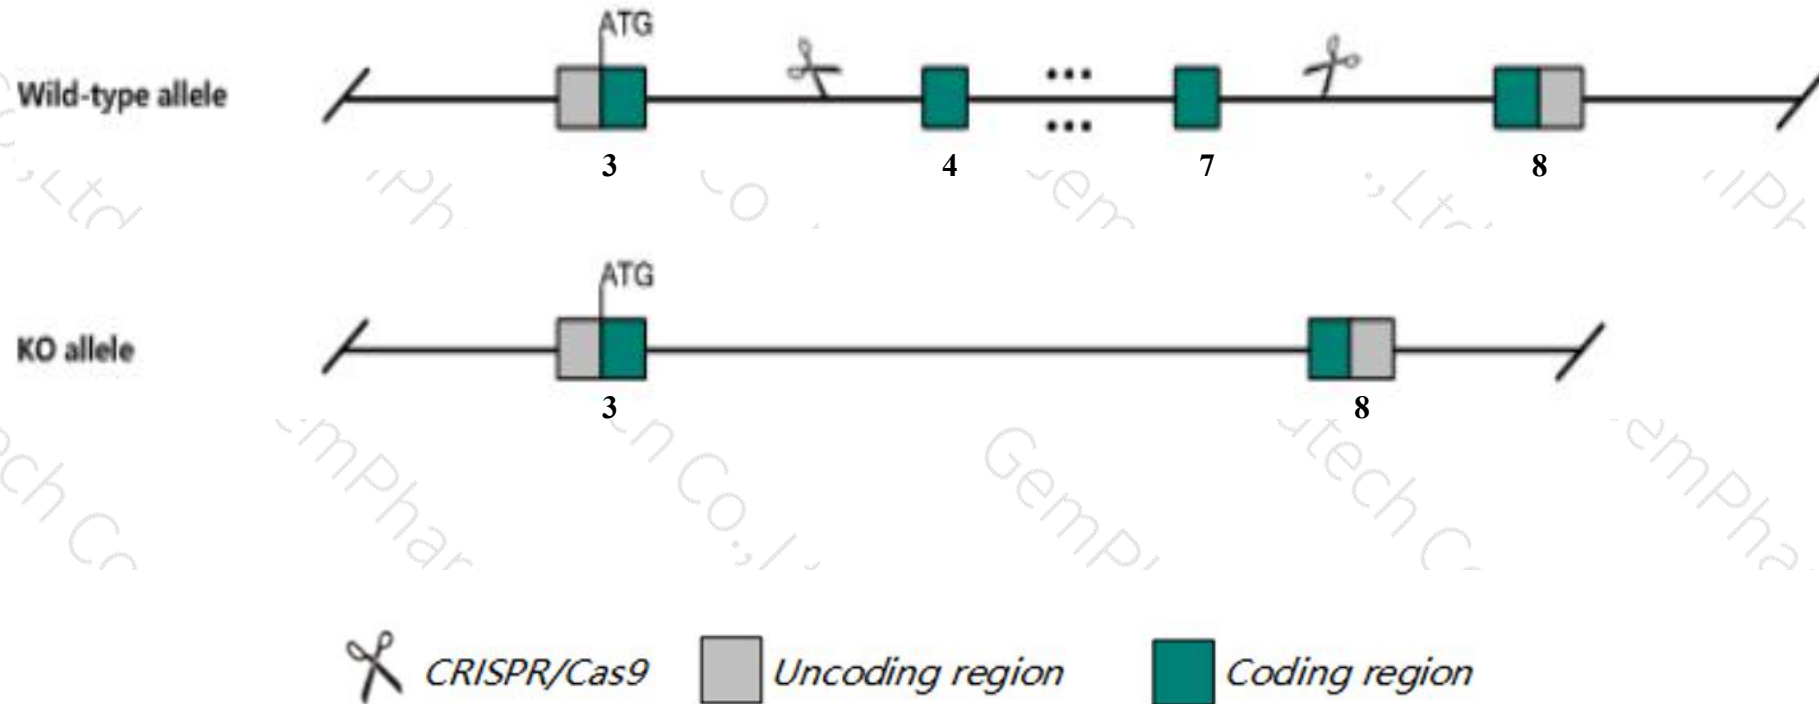 ATG
Wild-type allele
3 4 7 8
ATG
KO allele
3 8
CRISPR/Cas9 Uncoding region Coding region